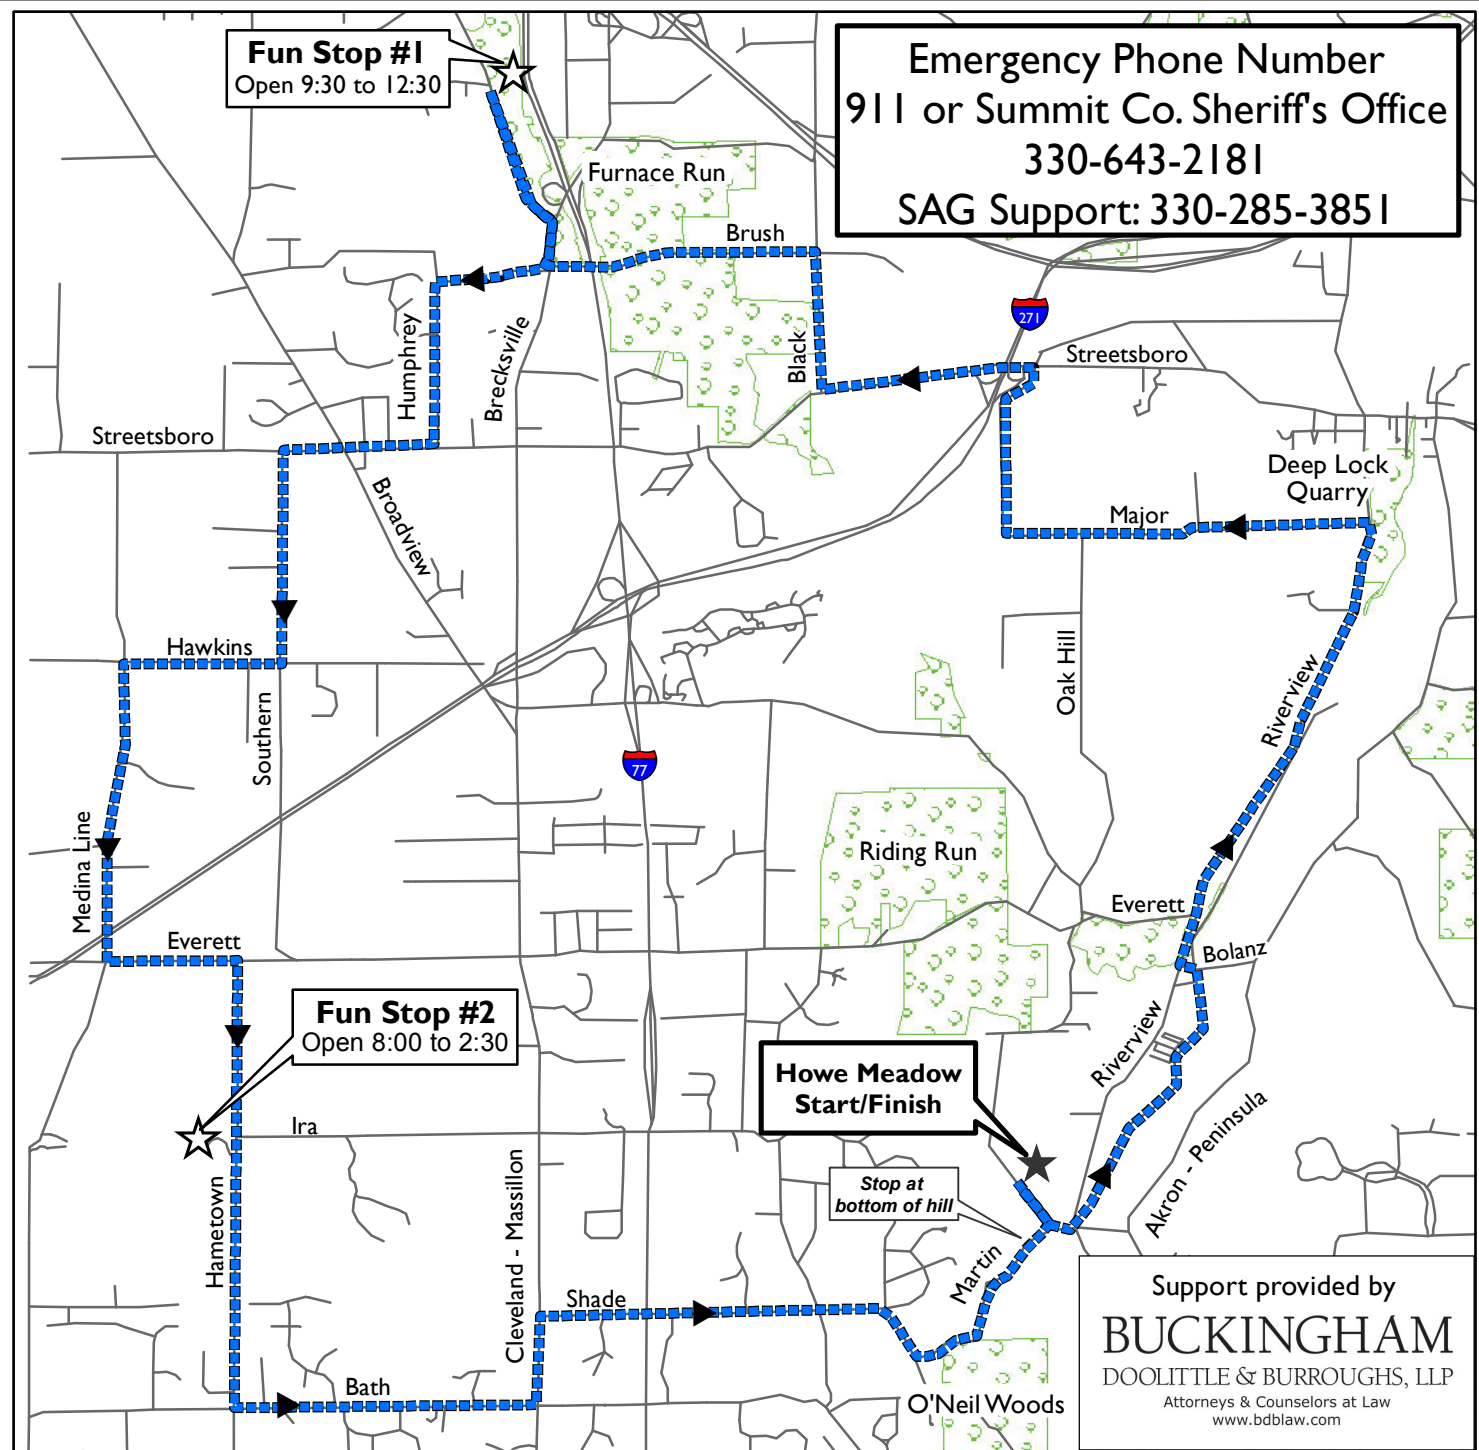 Fun Stop #1
Open 9:30 to 12:30
Emergency Phone Number
911 or Summit Co. Sheriff's Office
330-643-2181
SAG Support: 330-285-3851
Furnace Run
Brush
271
Humphrey
Brecksville
Black
Streetsboro
Streetsboro
Broadview
Deep Lock
Quarry
Major
Hawkins
Southern
Oak Hill
Riverview
77
Medina Line
Riding Run
Everett
Everett
Bolanz
Fun Stop #2
Open 8:00 to 2:30
Riverview
Howe Meadow
Start/Finish
Ira
Akron - Peninsula
Stop at
bottom of hill
Hametown
Cleveland - Massillon
Martin
Shade
Bath
O'Neil Woods
Support provided by
BUCKINGHAM
DOOLITTLE & BURROUGHS, LLP
Attorneys & Counselors at Law
www.bdblaw.com